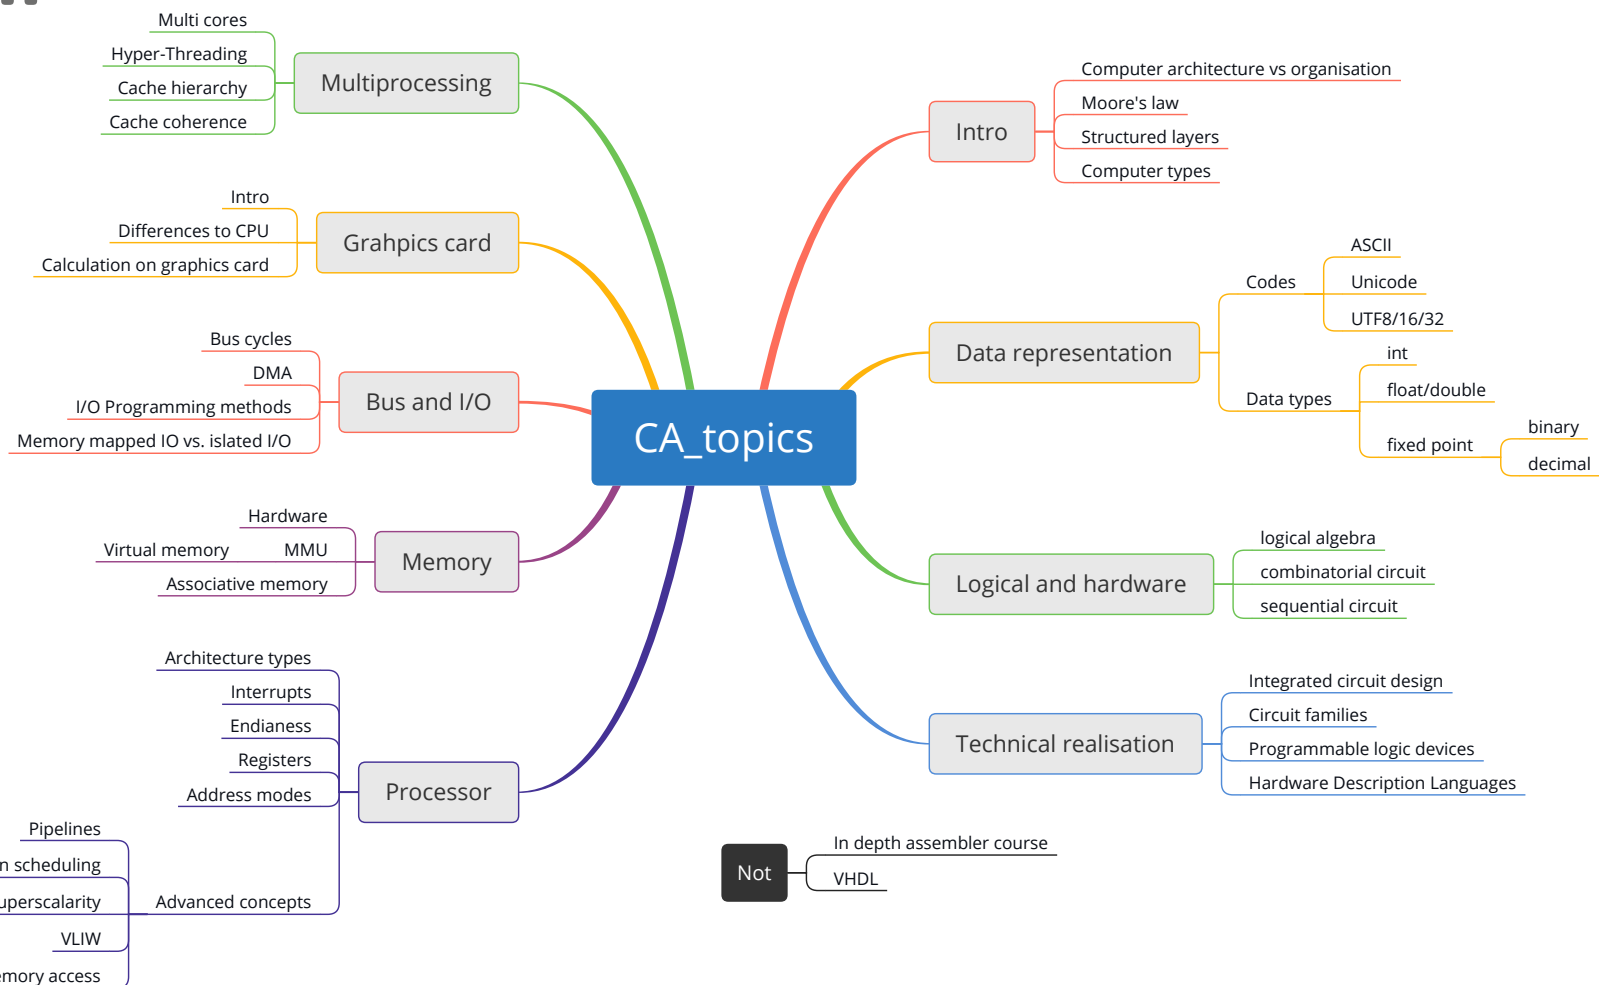 CA_topics
Intro
Computer architecture vs organisation
Moore's law
Structured layers
Computer types
Data representation
Codes
ASCII
Unicode
UTF8/16/32
Data types
int
float/double
fixed point
binary
decimal
Logical and hardware
logical algebra
combinatorial circuit
sequential circuit
Technical realisation
Integrated circuit design
Circuit families
Programmable logic devices
Hardware Description Languages
Multiprocessing
Multi cores
Hyper-Threading
Cache hierarchy
Cache coherence
Grahpics card
Intro
Differences to CPU
Calculation on graphics card
Bus and I/O
Bus cycles
DMA
I/O Programming methods
Memory mapped IO vs. islated I/O
Memory
Hardware
MMU
Virtual memory
Associative memory
Processor
Architecture types
Interrupts
Endianess
Registers
Address modes
Advanced concepts
Pipelines
n scheduling
uperscalarity
VLIW
emory access
Not
In depth assembler course
VHDL